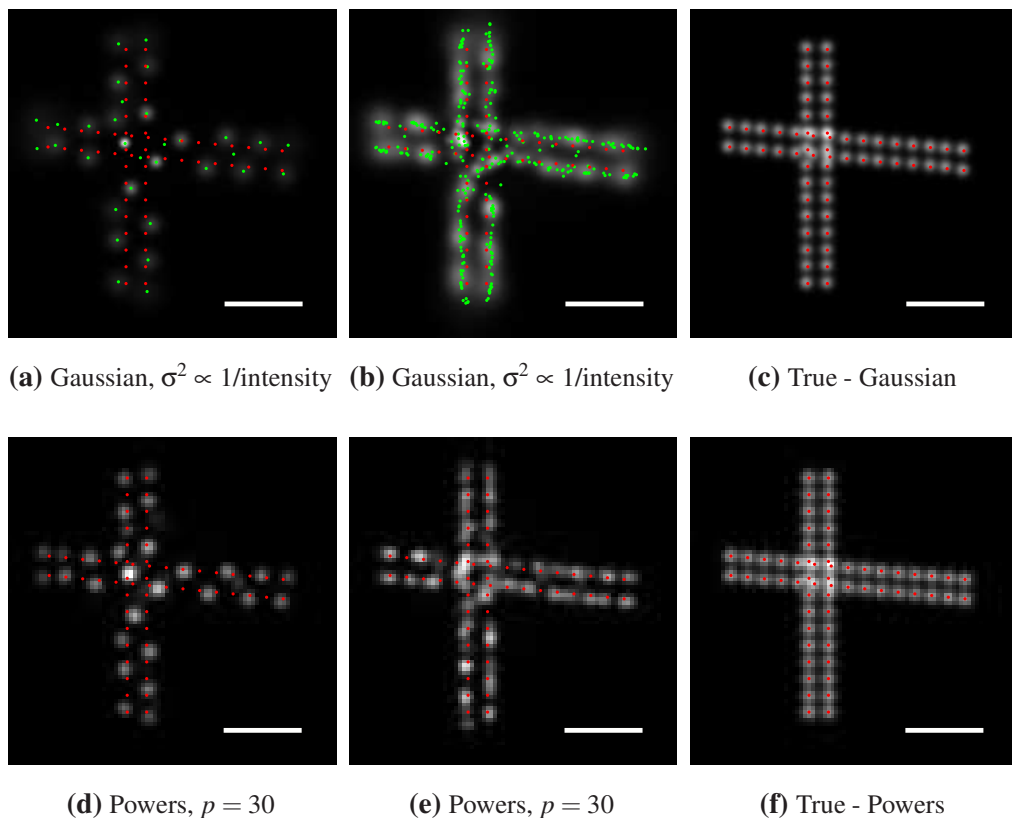 (a) Gaussian, σ² ∝ 1/intensity
(b) Gaussian, σ² ∝ 1/intensity
(c) True - Gaussian
(d) Powers, p = 30
(e) Powers, p = 30
(f) True - Powers